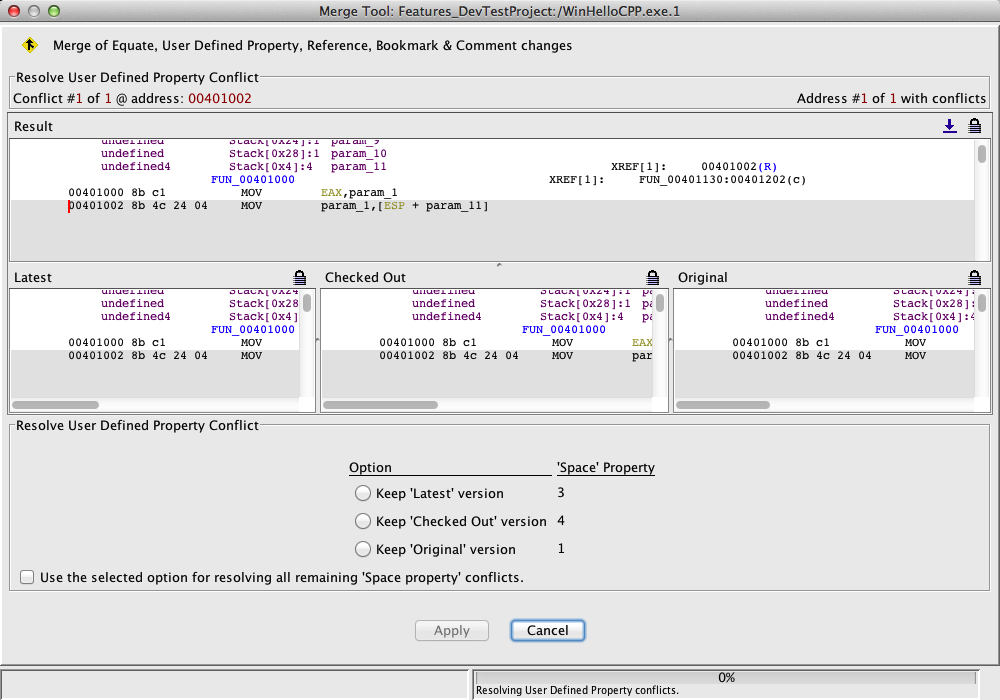 Merge Tool: Features_DevTestProject:/WinHelloCPP.exe.1
Merge of Equate, User Defined Property, Reference, Bookmark & Comment changes
Resolve User Defined Property Conflict
Conflict #1 of 1 @ address: 00401002 Address #1 of 1 with conflicts
Result
undefined Stack[0x24]:1 param_9
undefined Stack[0x28]:1 param_10
undefined4 Stack[0x4]:4 param_11 XREF[1]: 00401002(R)
FUN_00401000 XREF[1]: FUN_00401130:00401202(c)
00401000 8b c1 MOV EAX,param_1
00401002 8b 4c 24 04 MOV param_1,[ESP + param_11]
Latest Checked Out Original
undefined Stack[0x24 undefined Stack[0x24]:1 pa undefined Stack[0x24]:
undefined Stack[0x28 undefined Stack[0x28]:1 pa undefined Stack[0x28]:
undefined4 Stack[0x4] undefined4 Stack[0x4]:4 pa undefined4 Stack[0x4]:4
FUN_00401000 FUN_00401000 FUN_00401000
00401000 8b c1 MOV 00401000 8b c1 MOV EAX 00401000 8b c1 MOV
00401002 8b 4c 24 04 MOV 00401002 8b 4c 24 04 MOV par 00401002 8b 4c 24 04 MOV
Resolve User Defined Property Conflict
Option 'Space' Property
Keep 'Latest' version 3
Keep 'Checked Out' version 4
Keep 'Original' version 1
Use the selected option for resolving all remaining 'Space property' conflicts.
Apply Cancel
0%
Resolving User Defined Property conflicts.